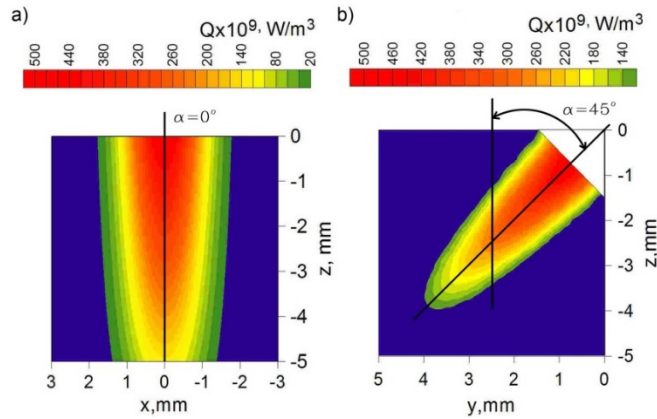 a)
Qx10⁹, W/m³
500 440 380 320 260 200 140 80 20
α=0°
0
-1
-2
-3
-4
-5
z, mm
3 2 1 0 -1 -2 -3
x,mm
b)
Qx10⁹, W/m³
500 460 420 380 340 300 260 220 180 140
α=45°
0
-1
-2
-3
-4
-5
z,mm
5 4 3 2 1 0
y,mm